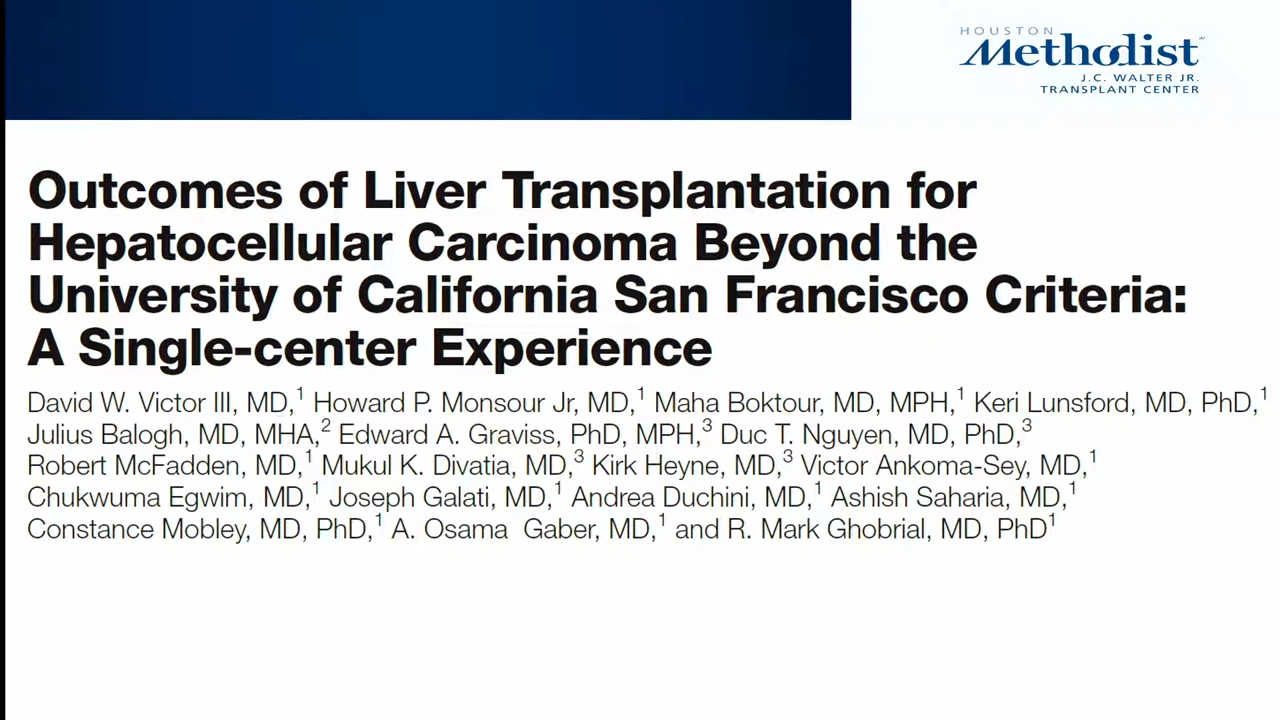 HOUSTON
Methodist
J.C. WALTER JR.
TRANSPLANT CENTER
Outcomes of Liver Transplantation for
Hepatocellular Carcinoma Beyond the
University of California San Francisco Criteria:
A Single-center Experience
David W. Victor III, MD,¹ Howard P. Monsour Jr, MD,¹ Maha Boktour, MD, MPH,¹ Keri Lunsford, MD, PhD,¹
Julius Balogh, MD, MHA,² Edward A. Graviss, PhD, MPH,³ Duc T. Nguyen, MD, PhD,³
Robert McFadden, MD,¹ Mukul K. Divatia, MD,³ Kirk Heyne, MD,³ Victor Ankoma-Sey, MD,¹
Chukwuma Egwim, MD,¹ Joseph Galati, MD,¹ Andrea Duchini, MD,¹ Ashish Saharia, MD,¹
Constance Mobley, MD, PhD,¹ A. Osama Gaber, MD,¹ and R. Mark Ghobrial, MD, PhD¹